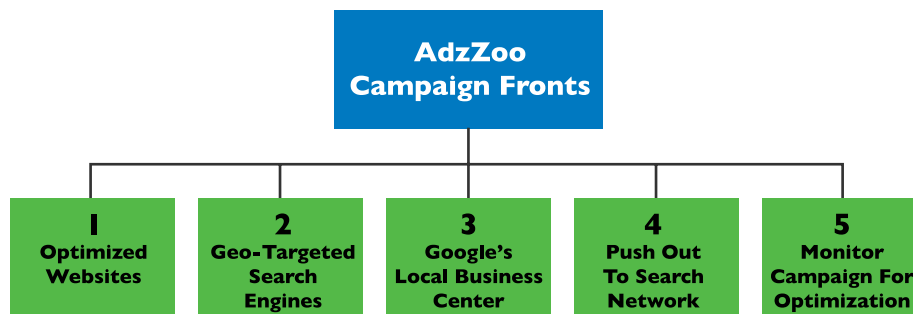 AdzZoo
Campaign Fronts
1
Optimized
Websites
2
Geo-Targeted
Search
Engines
3
Google's
Local Business
Center
4
Push Out
To Search
Network
5
Monitor
Campaign For
Optimization